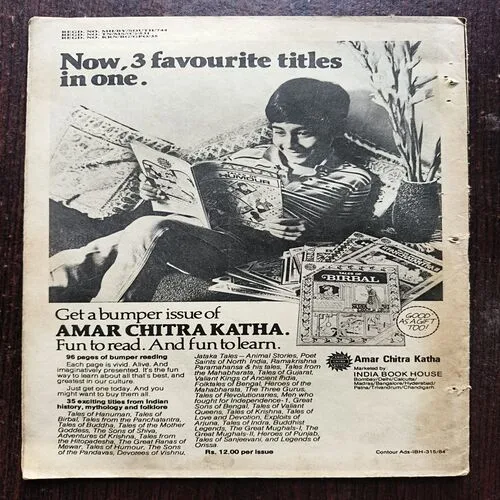 REGD. NO. MH/BY/SOUTH/744
Now, 3 favourite titles
in one.
HUMOUR
TALES OF
BIRBAL
GOOD
AS A GIFT
TOO!
Get a bumper issue of
AMAR CHITRA KATHA.
Fun to read. And fun to learn.
96 pages of bumper reading
Each page is vivid. Alive. And
imaginatively presented. It's the fun
way to learn about all that's best, and
greatest in our culture.
Just get one today. And you
might want to buy them all.
35 exciting titles from Indian
history, mythology and folklore
Tales of Hanuman, Tales of
Birbal, Tales from the Panchatantra,
Tales of Buddha, Tales of the Mother
Goddess, The Sons of Shiva,
Adventures of Krishna, Tales from
the Hitopadesha, The Great Ranas of
Mewar, Tales of Humour, The Sons
of the Pandavas, Devotees of Vishnu,
Jataka Tales — Animal Stories, Poet
Saints of North India, Ramakrishna
Paramahansa & his tales, Tales from
the Mahabharata, Tales of Gujarat,
Valiant Kings of Ancient India,
Folktales of Bengal, Heroes of the
Mahabharata, The Three Gurus,
Tales of Revolutionaries, Men who
fought for Independence-1, Great
Sons of Bengal, Tales of Valiant
Queens, Tales of Krishna, Tales of
Love and Devotion, Exploits of
Arjuna, Tales of India, Buddhist
Legends, The Great Mughals-I, The
Great Mughals-II, Heroes of Punjab,
Tales of Sanjeevani, and Legends of
Orissa.
Rs. 12.00 per issue
Amar Chitra Katha
Marketed by
INDIA BOOK HOUSE
Bombay/Delhi/Calcutta/
Madras/Bangalore/Hyderabad/
Patna/Trivandrum/Chandigarh
Contour Ads-IBH-315/84